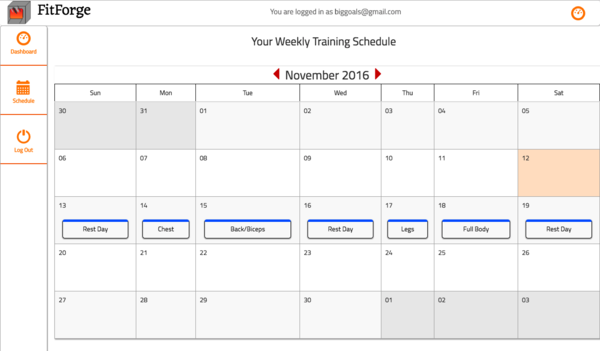 FitForge
You are logged in as biggoals@gmail.com
Dashboard
Schedule
Log Out
Your Weekly Training Schedule
November 2016
Sun Mon Tue Wed Thu Fri Sat
30 31 01 02 03 04 05
06 07 08 09 10 11 12
13 14 15 16 17 18 19
Rest Day Chest Back/Biceps Rest Day Legs Full Body Rest Day
20 21 22 23 24 25 26
27 28 29 30 01 02 03